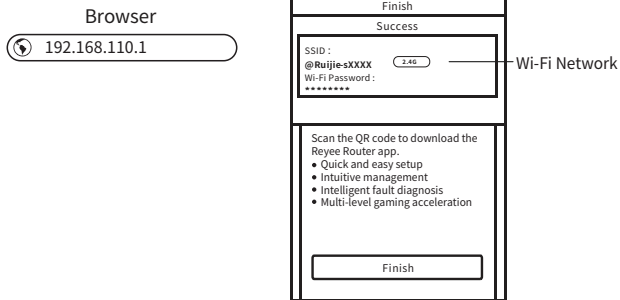 Browser
192.168.110.1
Finish
Success
SSID :
@Ruijie-sXXXX 2.4G
Wi-Fi Password :
********
Wi-Fi Network
Scan the QR code to download the
Reyee Router app.
• Quick and easy setup
• Intuitive management
• Intelligent fault diagnosis
• Multi-level gaming acceleration
Finish